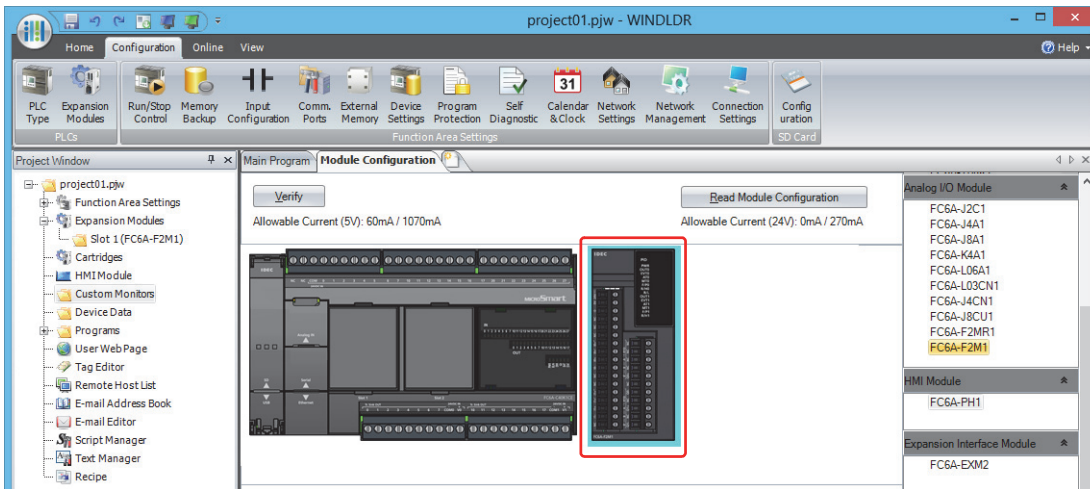 project01.pjw - WINDLDR
Home Configuration Online View Help
PLC Type
Expansion Modules
Run/Stop Control
Memory Backup
Input Configuration
Comm. Ports
External Memory
Device Settings
Program Protection
Self Diagnostic
31
Calendar & Clock
Network Settings
Network Management
Connection Settings
Config uration
PLCs
Function Area Settings
SD Card
Project Window
Main Program
Module Configuration
project01.pjw
Function Area Settings
Expansion Modules
Slot 1 (FC6A-F2M1)
Cartridges
HMI Module
Custom Monitors
Device Data
Programs
User Web Page
Tag Editor
Remote Host List
E-mail Address Book
E-mail Editor
Script Manager
Text Manager
Recipe
Verify
Read Module Configuration
Allowable Current (5V): 60mA / 1070mA
Allowable Current (24V): 0mA / 270mA
IDEC
MICROSmart
IDEC
Analog I/O Module
FC6A-J2C1
FC6A-J4A1
FC6A-J8A1
FC6A-K4A1
FC6A-L06A1
FC6A-L03CN1
FC6A-J4CN1
FC6A-J8CU1
FC6A-F2MR1
FC6A-F2M1
HMI Module
FC6A-PH1
Expansion Interface Module
FC6A-EXM2